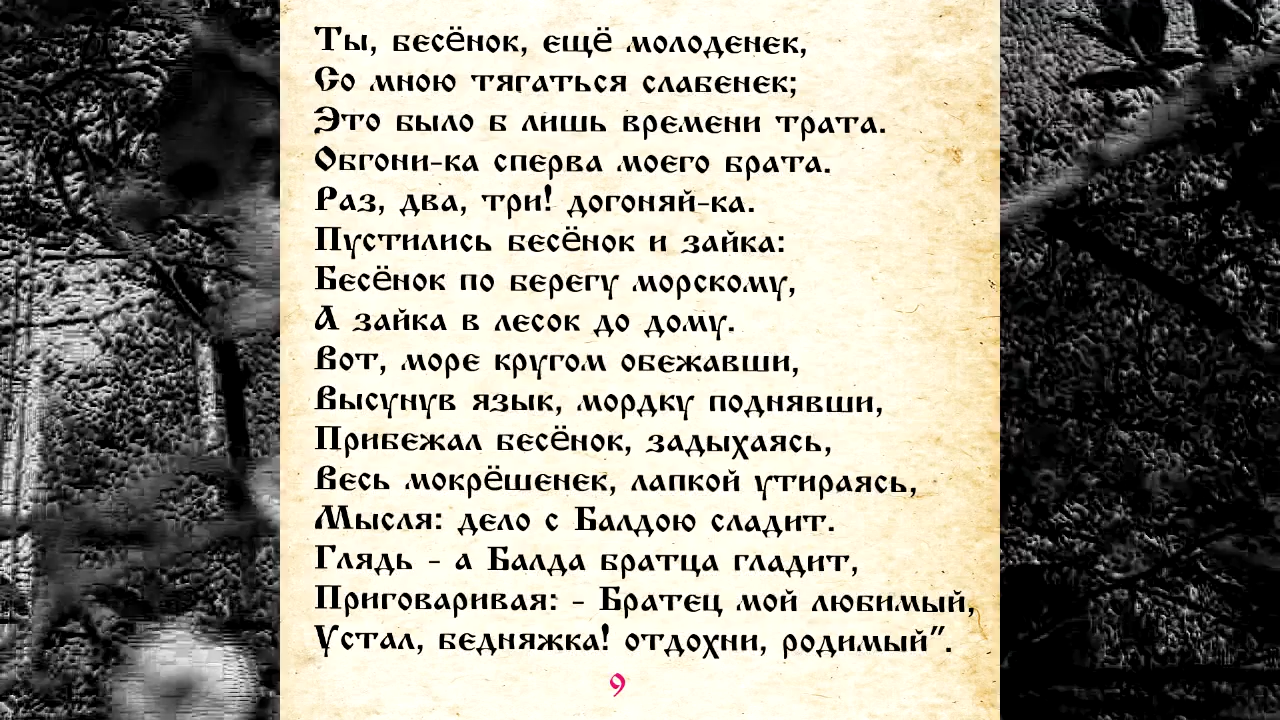 Ты, бесёнок, ещё молоденек,
Со мною тягаться слабенек;
Это было б лишь времени трата.
Обгони-ка сперва моего брата.
Раз, два, три! догоняй-ка.
Пустились бесёнок и зайка:
Бесёнок по берегу морскому,
А зайка в лесок до дому.
Вот, море кругом обежавши,
Высунув язык, мордку поднявши,
Прибежал бесёнок, задыхаясь,
Весь мокрёшенек, лапкой утираясь,
Мысля: дело с Балдою сладит.
Глядь - а Балда братца гладит,
Приговаривая: - Братец мой любимый,
Устал, бедняжка! отдохни, родимый".
9